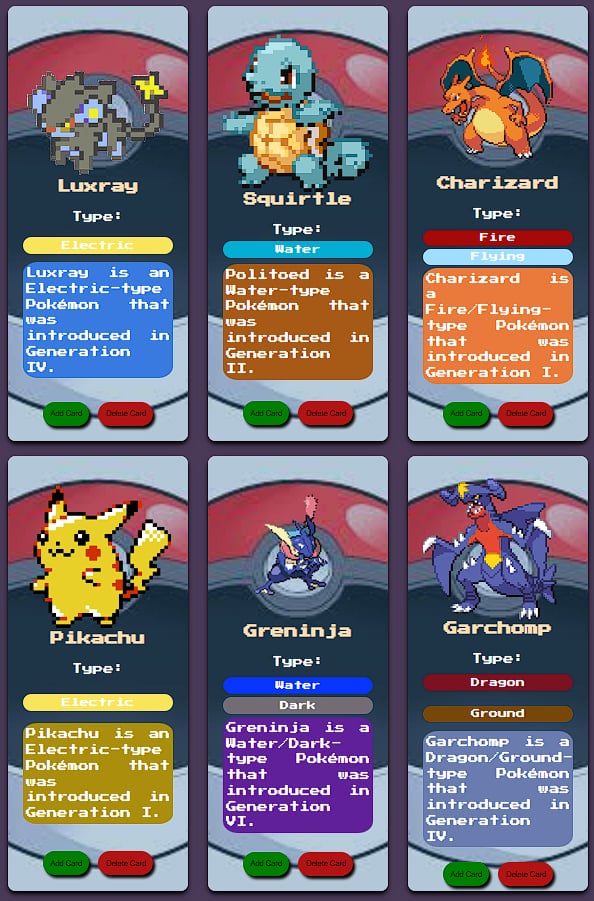 Luxray
Type:
Electric
Luxray is an
Electric-type
Pokémon that
was
introduced in
Generation
IV.
Add Card Delete Card
Squirtle
Type:
Water
Politoed is a
Water-type
Pokémon that
was
introduced in
Generation
II.
Add Card Delete Card
Charizard
Type:
Fire
Flying
Charizard is
a
Fire/Flying-
type Pokémon
that was
introduced in
Generation I.
Add Card Delete Card
Pikachu
Type:
Electric
Pikachu is an
Electric-type
Pokémon that
was
introduced in
Generation I.
Add Card Delete Card
Greninja
Type:
Water
Dark
Greninja is a
Water/Dark-
type Pokémon
that was
introduced in
Generation
VI.
Add Card Delete Card
Garchomp
Type:
Dragon
Ground
Garchomp is a
Dragon/Ground-
type Pokémon
that was
introduced in
Generation
IV.
Add Card Delete Card